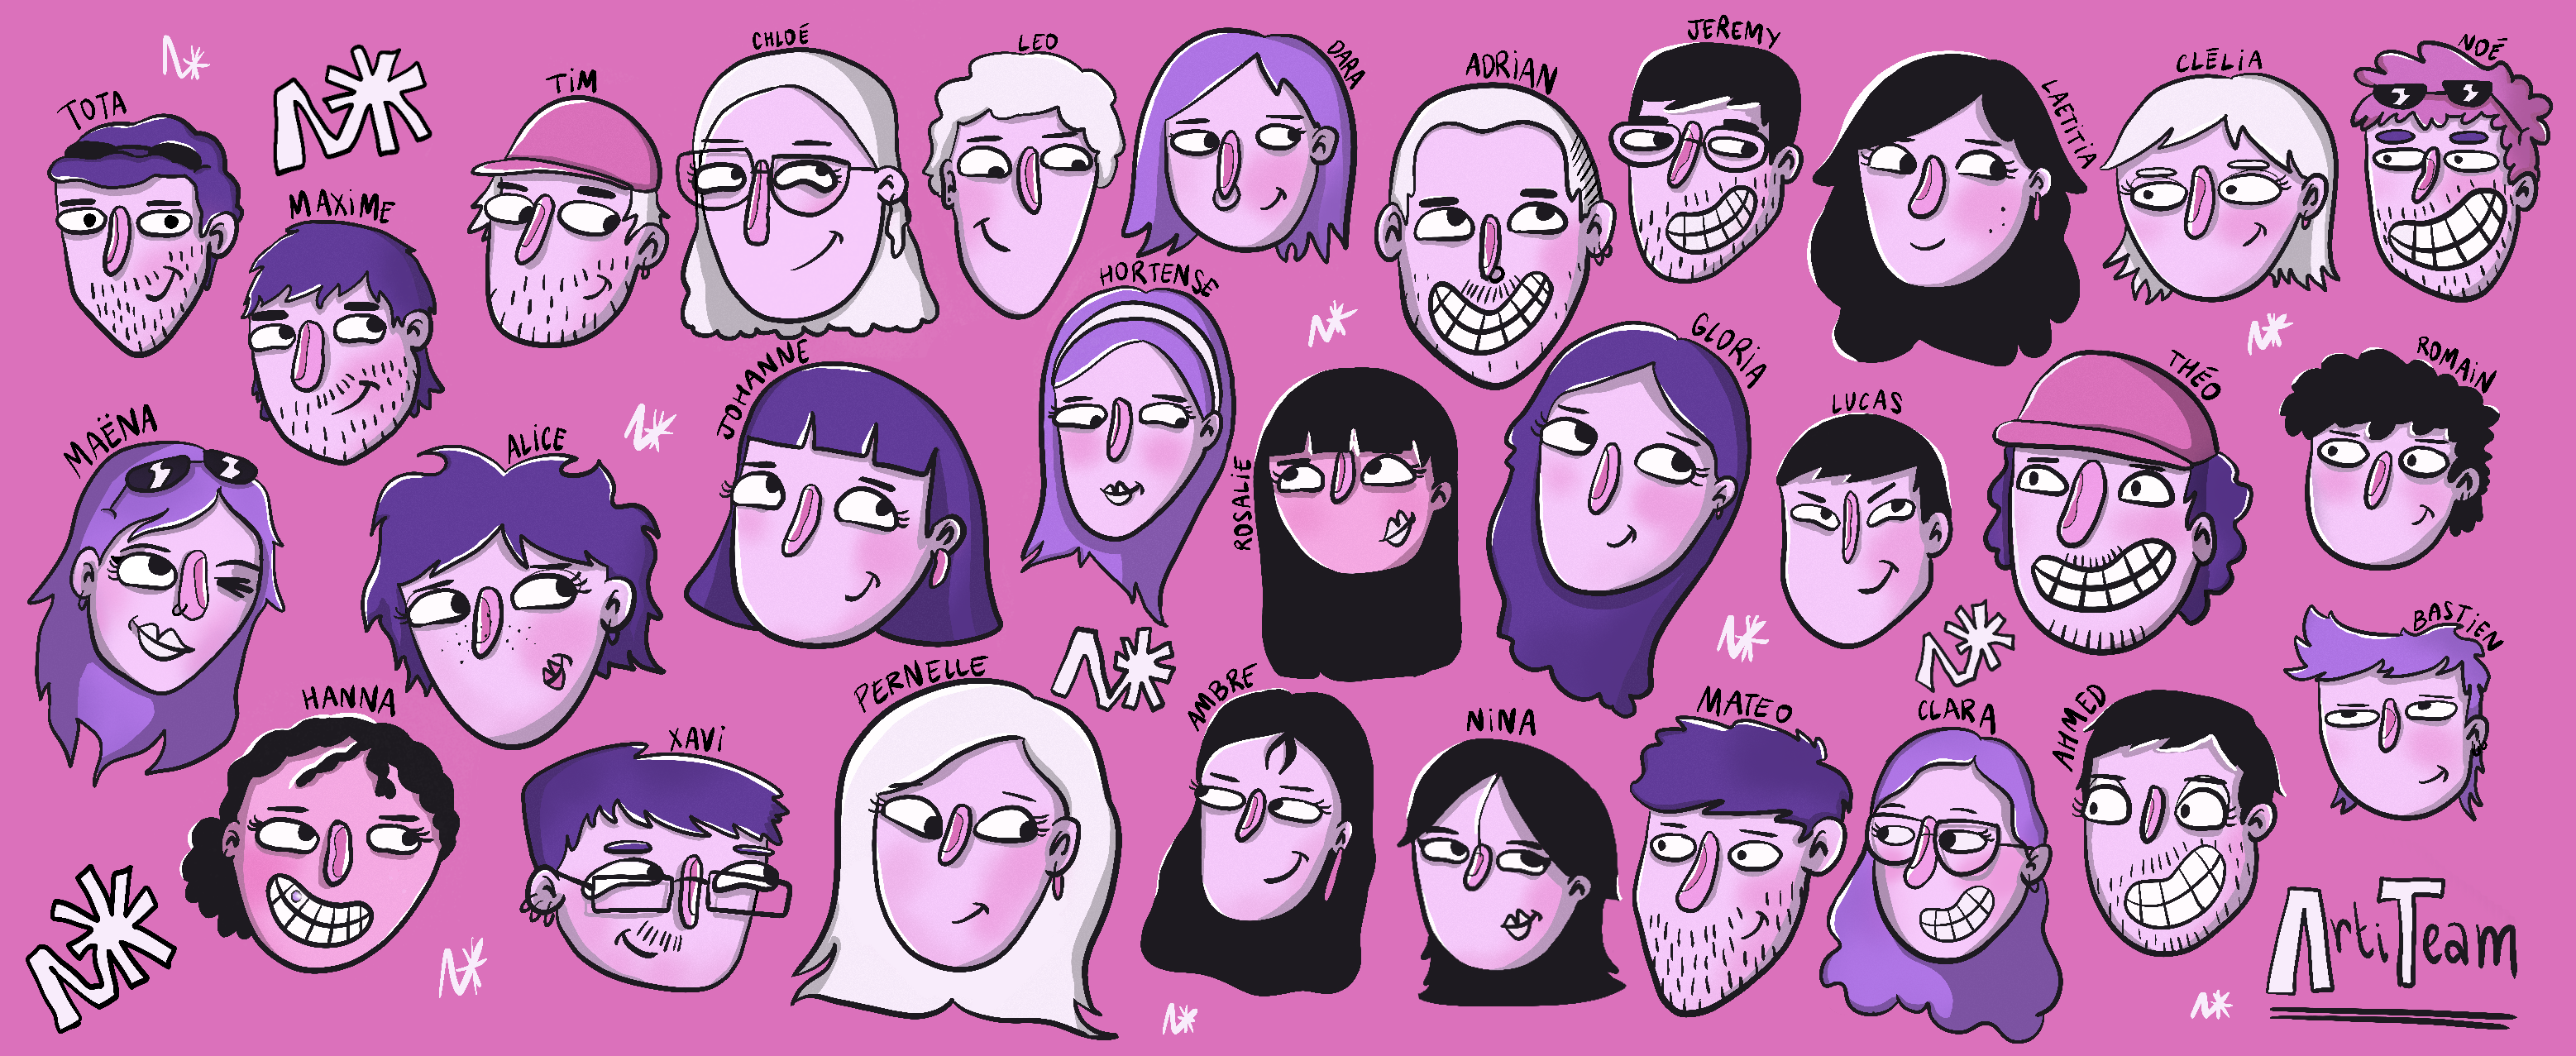 TOTA
TiM
CHLOÉ
LEO
DARA
ADRiAN
JEREMY
LAETiTiA
CLÉLiA
NOÉ
MAXiME
HORTENSE
JOHANNE
GLORiA
LUCAS
THÉO
ROMAiN
MAËNA
ALiCE
ROSALiE
BASTiEN
HANNA
XAVi
PERNELLE
AMBRE
NiNA
MATEO
CLARA
AHMED
ArtiTeam